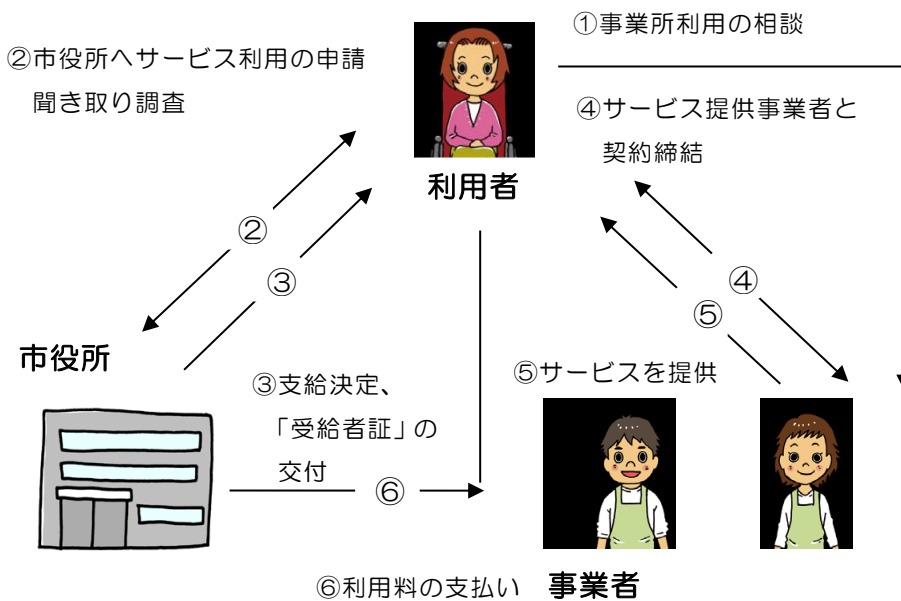 ①事業所利用の相談
②市役所へサービス利用の申請
聞き取り調査
④サービス提供事業者と
契約締結
利用者
②
③
④
⑤
市役所
③支給決定、
「受給者証」の
交付
⑤サービスを提供
⑥
⑥利用料の支払い
事業者